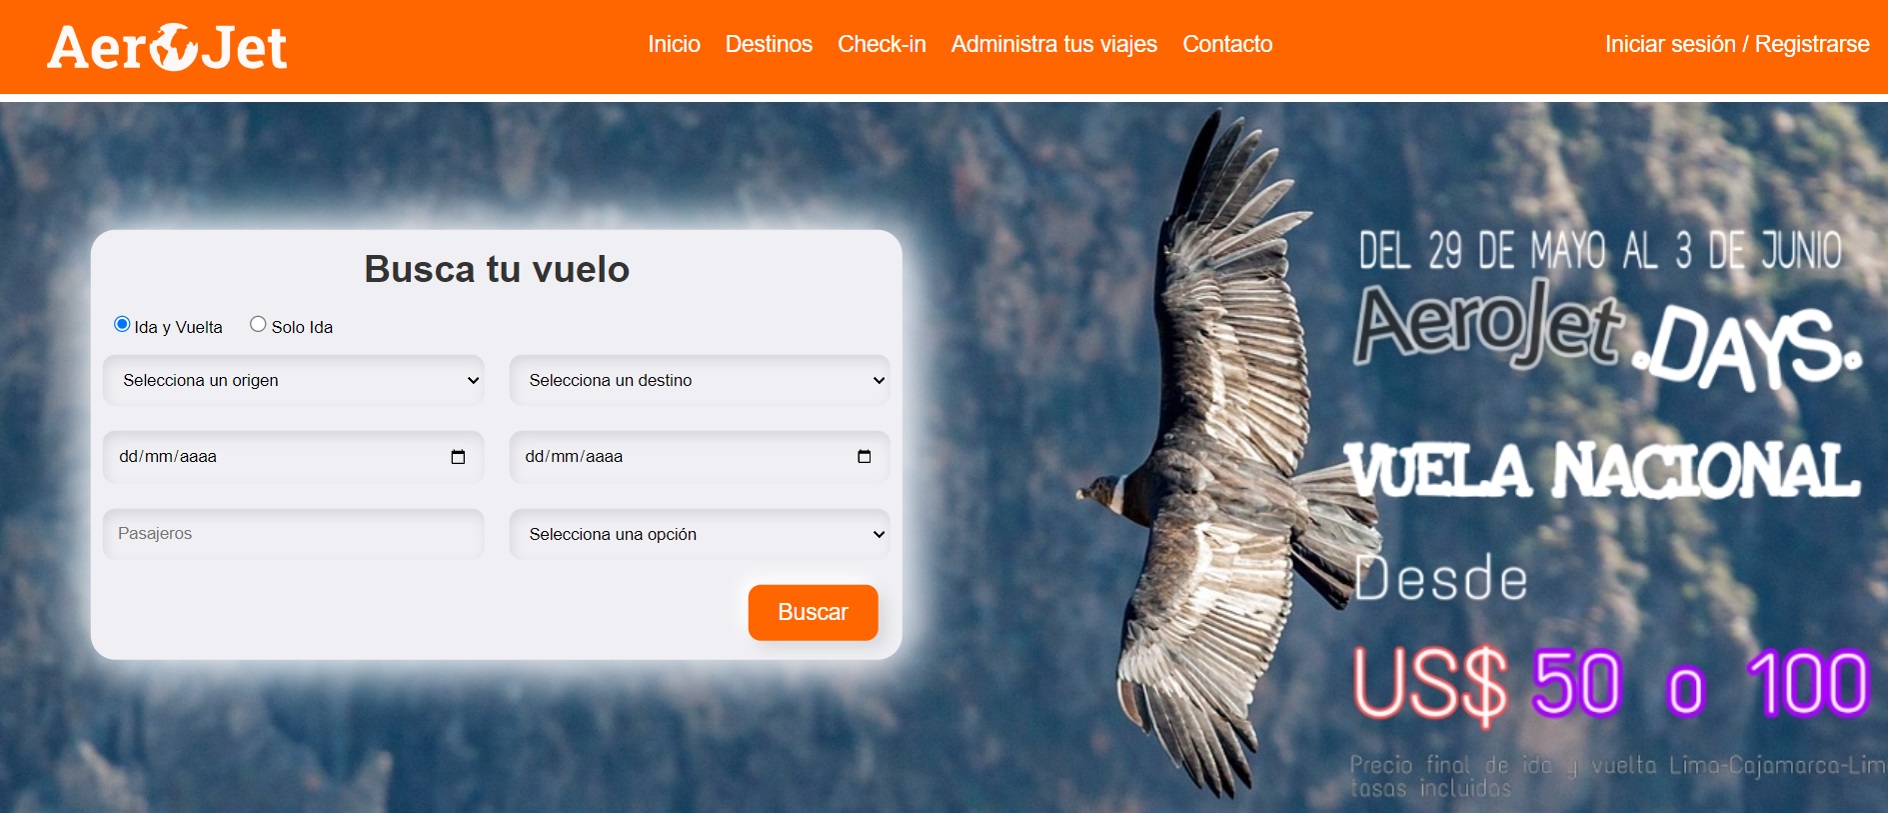 AeroJet
Inicio Destinos Check-in Administra tus viajes Contacto
Iniciar sesión / Registrarse
Busca tu vuelo
Ida y Vuelta Solo Ida
Selecciona un origen
Selecciona un destino
dd/mm/aaaa
dd/mm/aaaa
Pasajeros
Selecciona una opción
Buscar
DEL 29 DE MAYO AL 3 DE JUNIO
AeroJet .DAYS.
VUELA NACIONAL
Desde
US$ 50 o 100
Precio final de ida y vuelta Lima-Cajamarca-Lim
tasas incluidas